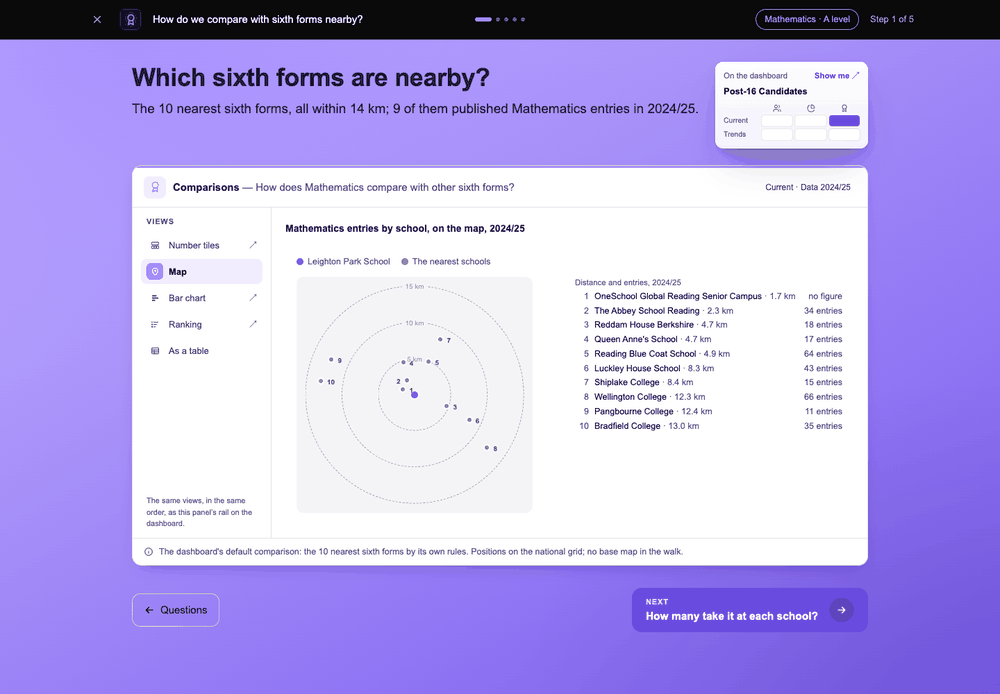 How do we compare with sixth forms nearby?
Mathematics · A level
Step 1 of 5
Which sixth forms are nearby?
The 10 nearest sixth forms, all within 14 km; 9 of them published Mathematics entries in 2024/25.
On the dashboard
Show me
Post-16 Candidates
Current
Trends
Comparisons — How does Mathematics compare with other sixth forms?
Current · Data 2024/25
VIEWS
Number tiles
Map
Bar chart
Ranking
As a table
The same views, in the same
order, as this panel's rail on the
dashboard.
Mathematics entries by school, on the map, 2024/25
Leighton Park School
The nearest schools
15 km
10 km
5 km
7
9
4
5
10
2
1
3
6
8
Distance and entries, 2024/25
1 OneSchool Global Reading Senior Campus · 1.7 km no figure
2 The Abbey School Reading · 2.3 km 34 entries
3 Reddam House Berkshire · 4.7 km 18 entries
4 Queen Anne's School · 4.7 km 17 entries
5 Reading Blue Coat School · 4.9 km 64 entries
6 Luckley House School · 8.3 km 43 entries
7 Shiplake College · 8.4 km 15 entries
8 Wellington College · 12.3 km 66 entries
9 Pangbourne College · 12.4 km 11 entries
10 Bradfield College · 13.0 km 35 entries
The dashboard's default comparison: the 10 nearest sixth forms by its own rules. Positions on the national grid; no base map in the walk.
Questions
NEXT
How many take it at each school?